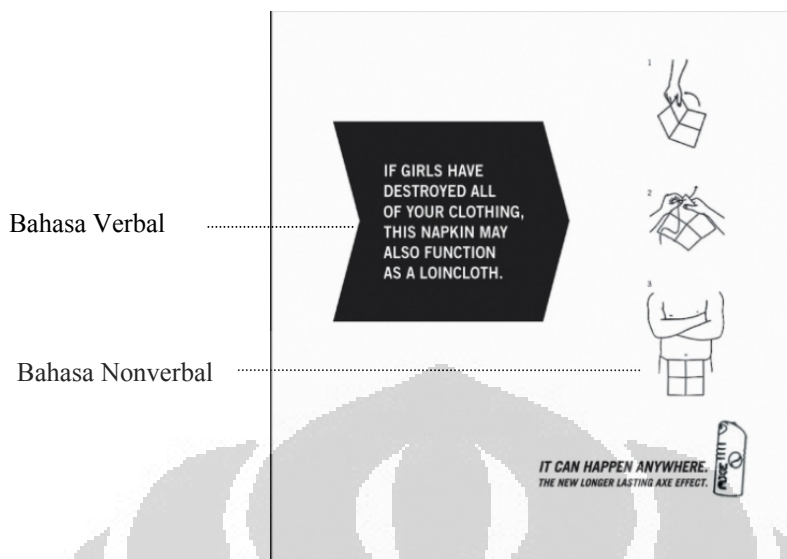 Bahasa Verbal
IF GIRLS HAVE
DESTROYED ALL
OF YOUR CLOTHING,
THIS NAPKIN MAY
ALSO FUNCTION
AS A LOINCLOTH.
1
2
3
Bahasa Nonverbal
IT CAN HAPPEN ANYWHERE.
THE NEW LONGER LASTING AXE EFFECT.